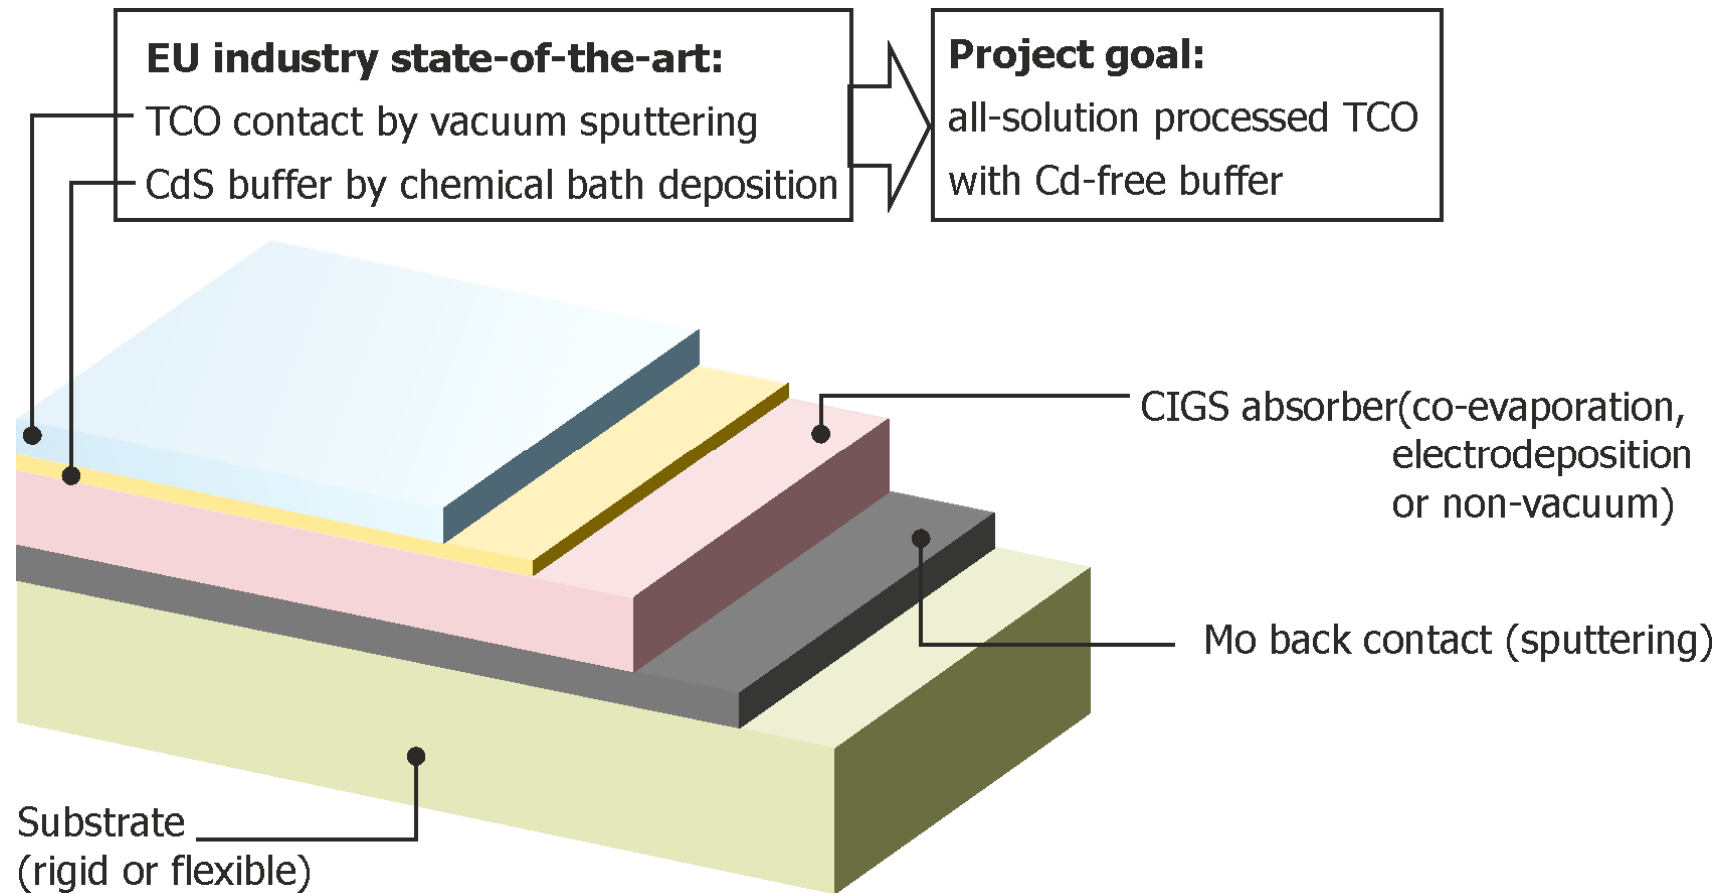 EU industry state-of-the-art:
TCO contact by vacuum sputtering
CdS buffer by chemical bath deposition
Project goal:
all-solution processed TCO
with Cd-free buffer
CIGS absorber(co-evaporation,
electrodeposition
or non-vacuum)
Mo back contact (sputtering)
Substrate
(rigid or flexible)